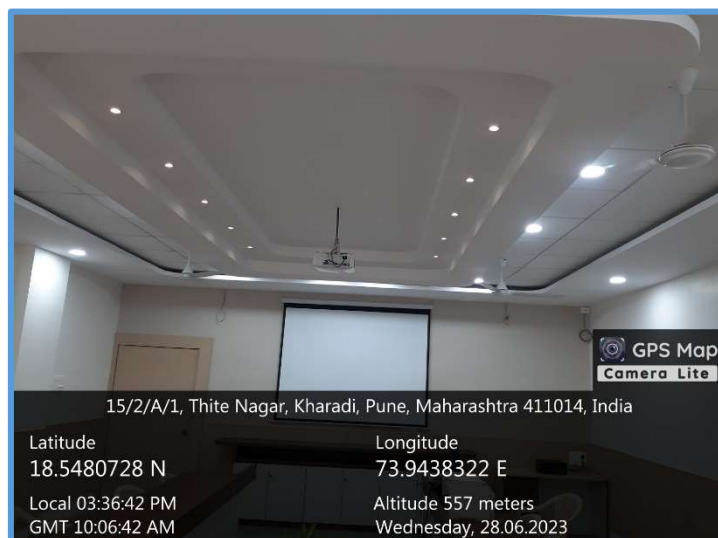 GPS Map
Camera Lite
15/2/A/1, Thite Nagar, Kharadi, Pune, Maharashtra 411014, India
Latitude
18.5480728 N
Longitude
73.9438322 E
Local 03:36:42 PM
GMT 10:06:42 AM
Altitude 557 meters
Wednesday, 28.06.2023